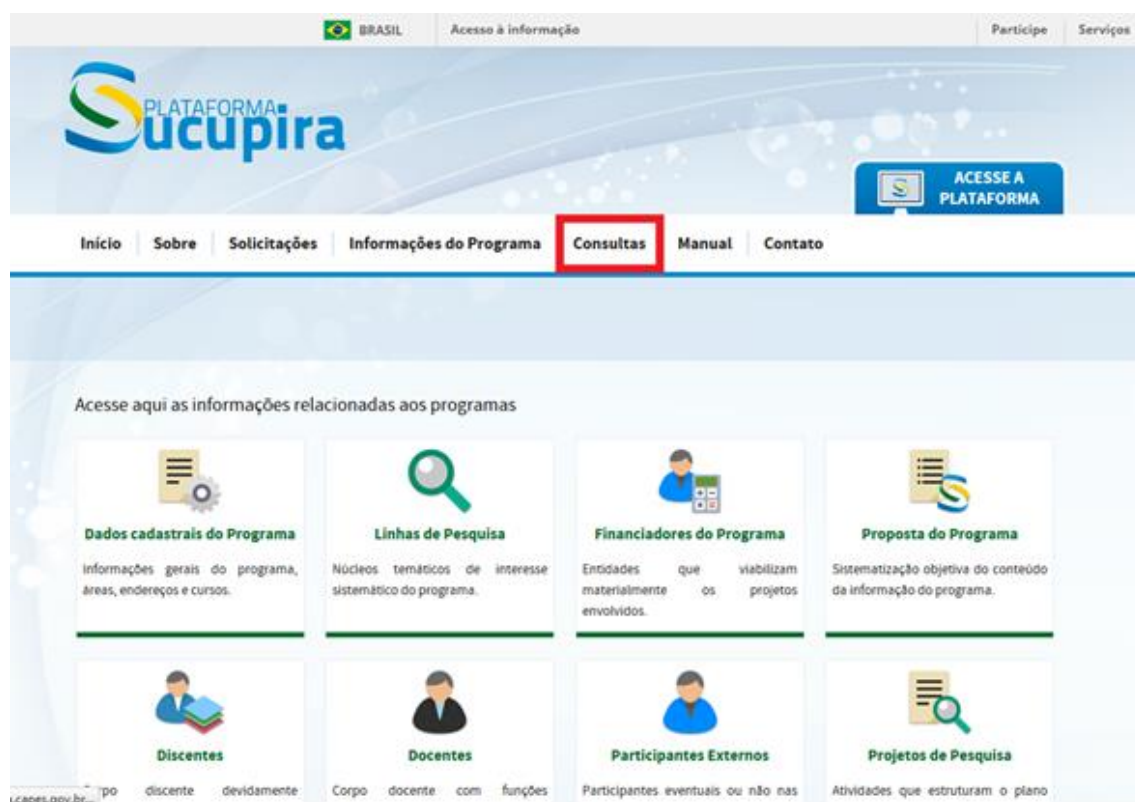 BRASIL Acesso à informação Participe Serviços
PLATAFORMA
Sucupira
ACESSE A
PLATAFORMA
Início Sobre Solicitações Informações do Programa Consultas Manual Contato
Acesse aqui as informações relacionadas aos programas
Dados cadastrais do Programa
Informações gerais do programa,
áreas, endereços e cursos.
Linhas de Pesquisa
Núcleos temáticos de interesse
sistemático do programa.
Financiadores do Programa
Entidades que viabilizam
materialmente os projetos
envolvidos.
Proposta do Programa
Sistematização objetiva do conteúdo
da informação do programa.
Discentes
discente devidamente
Docentes
Corpo docente com funções
Participantes Externos
Participantes eventuais ou não nas
Projetos de Pesquisa
Atividades que estruturam o plano